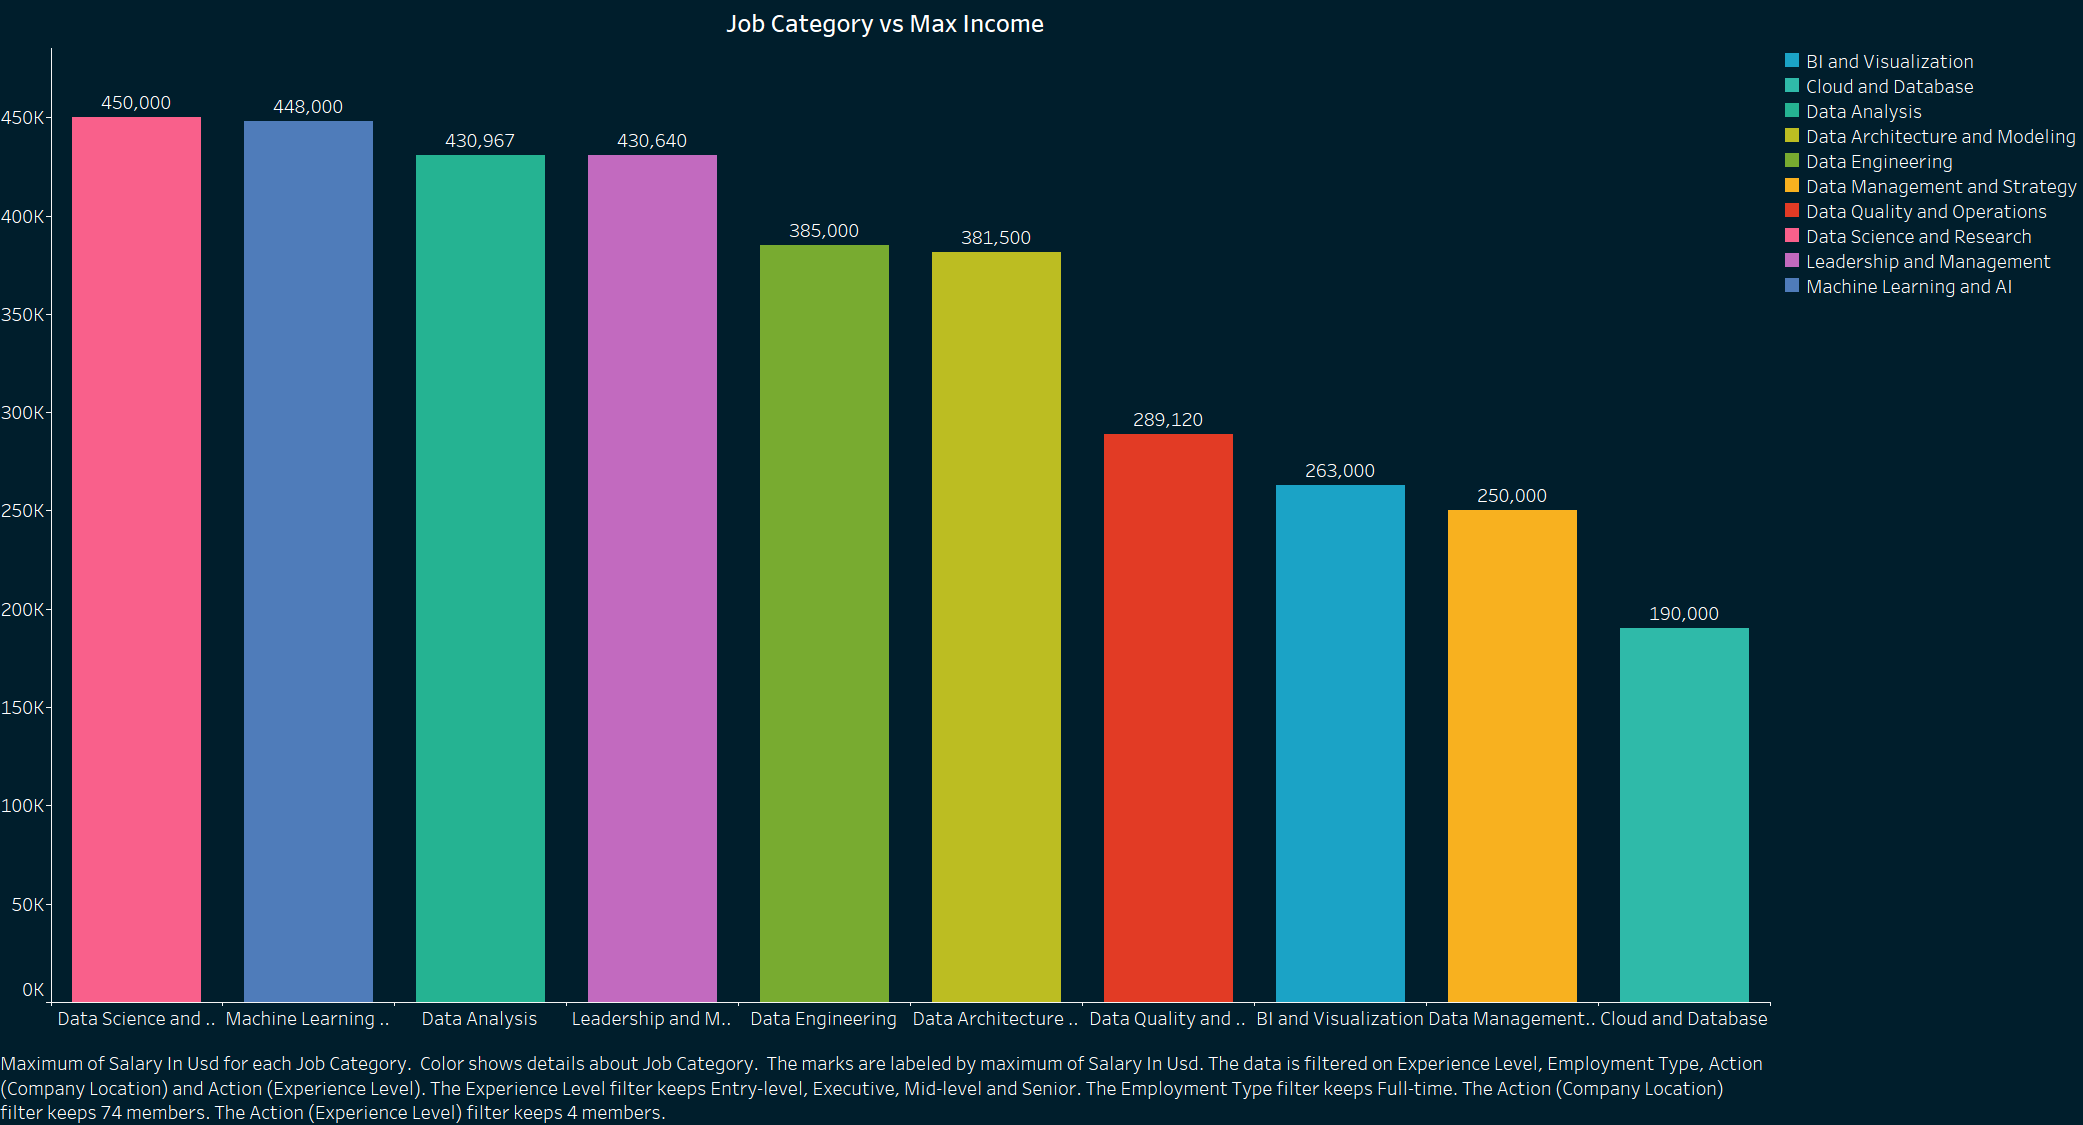 Job Category vs Max Income
450K
400K
350K
300K
250K
200K
150K
100K
50K
0K
450,000
448,000
430,967
430,640
385,000
381,500
289,120
263,000
250,000
190,000
Data Science and ..
Machine Learning ..
Data Analysis
Leadership and M..
Data Engineering
Data Architecture ..
Data Quality and ..
BI and Visualization
Data Management..
Cloud and Database
BI and Visualization
Cloud and Database
Data Analysis
Data Architecture and Modeling
Data Engineering
Data Management and Strategy
Data Quality and Operations
Data Science and Research
Leadership and Management
Machine Learning and AI
Maximum of Salary In Usd for each Job Category.  Color shows details about Job Category.  The marks are labeled by maximum of Salary In Usd. The data is filtered on Experience Level, Employment Type, Action
(Company Location) and Action (Experience Level). The Experience Level filter keeps Entry-level, Executive, Mid-level and Senior. The Employment Type filter keeps Full-time. The Action (Company Location)
filter keeps 74 members. The Action (Experience Level) filter keeps 4 members.